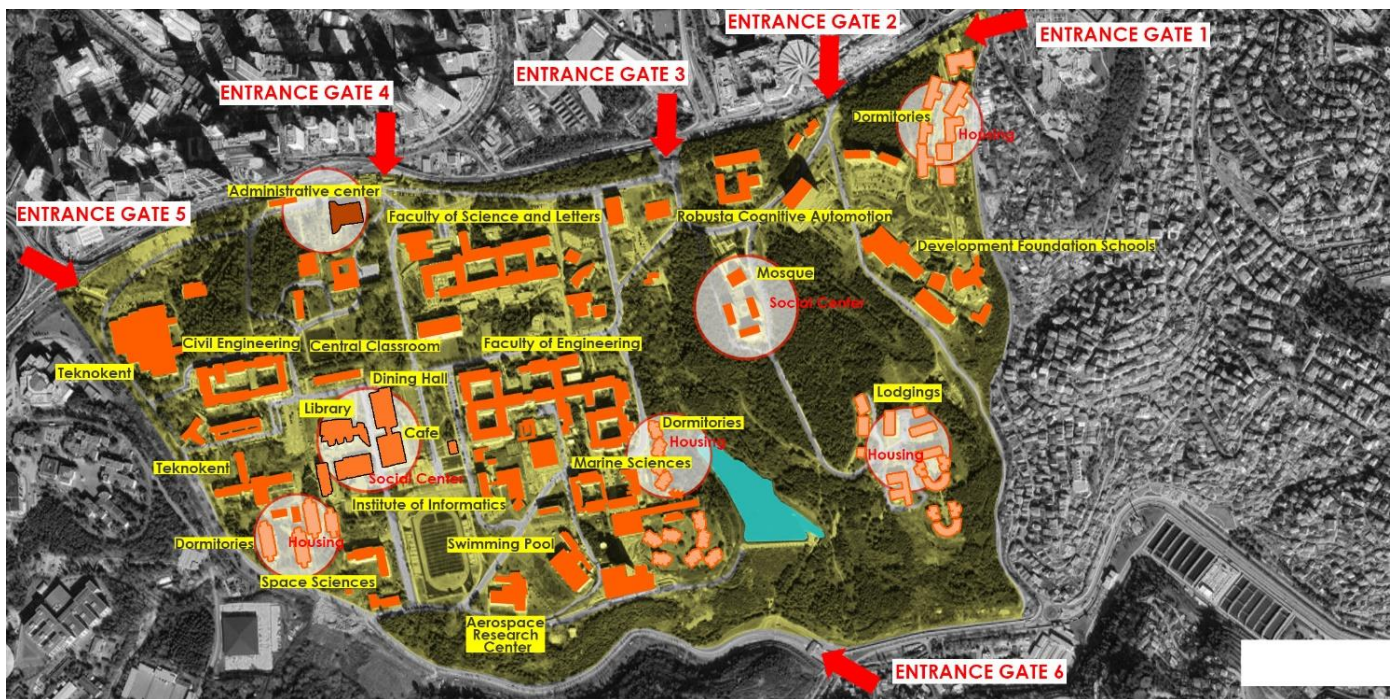 ENTRANCE GATE 2
ENTRANCE GATE 1
ENTRANCE GATE 3
ENTRANCE GATE 4
Dormitories
Housing
Administrative center
ENTRANCE GATE 5
Faculty of Science and Letters
Robusta Cognitive Automotion
Development Foundation Schools
Mosque
Social Center
Civil Engineering
Central Classroom
Faculty of Engineering
Teknokent
Dining Hall
Lodgings
Library
Cafe
Dormitories
Housing
Housing
Teknokent
Marine Sciences
Social Center
Institute of Informatics
Dormitories
Housing
Swimming Pool
Space Sciences
Aerospace
Research
Center
ENTRANCE GATE 6